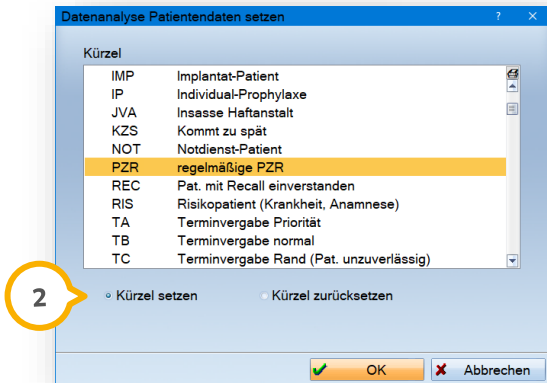 Datenanalyse Patientendaten setzen ? ×
Kürzel
IMP Implantat-Patient
IP Individual-Prophylaxe
JVA Insasse Haftanstalt
KZS Kommt zu spät
NOT Notdienst-Patient
PZR regelmäßige PZR
REC Pat. mit Recall einverstanden
RIS Risikopatient (Krankheit, Anamnese)
TA Terminvergabe Priorität
TB Terminvergabe normal
TC Terminvergabe Rand (Pat. unzuverlässig)
2 Kürzel setzen Kürzel zurücksetzen
OK Abbrechen